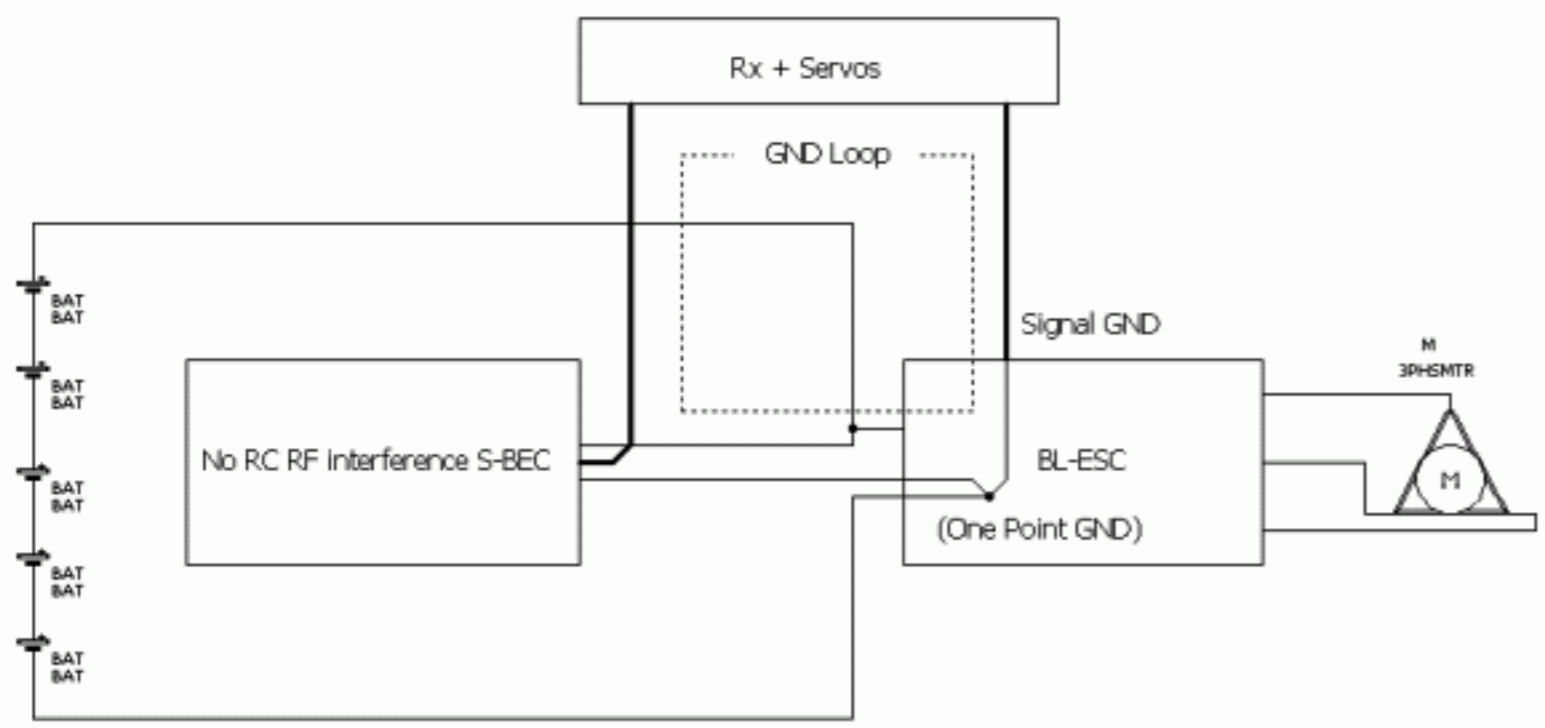 Rx + Servos
GND Loop
Signal GND
BAT
BAT
M
3PHSMTR
BAT
BAT
No RC RF interference S-BEC
BL-ESC
M
BAT
BAT
(One Point GND)
BAT
BAT
BAT
BAT